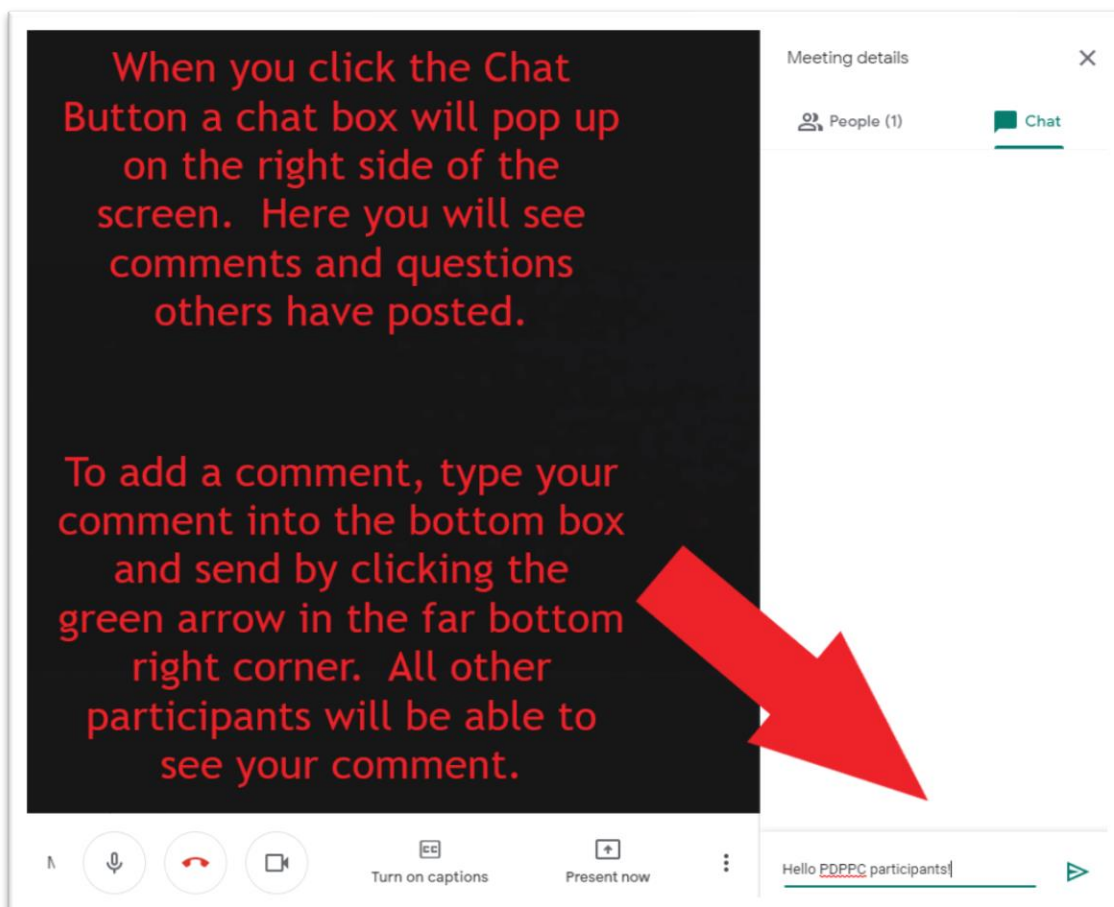 When you click the Chat
Button a chat box will pop up
on the right side of the
screen.  Here you will see
comments and questions
others have posted.
To add a comment, type your
comment into the bottom box
and send by clicking the
green arrow in the far bottom
right corner.  All other
participants will be able to
see your comment.
Meeting details
People (1)
Chat
CC
Turn on captions
Present now
Hello PDPPC participants!